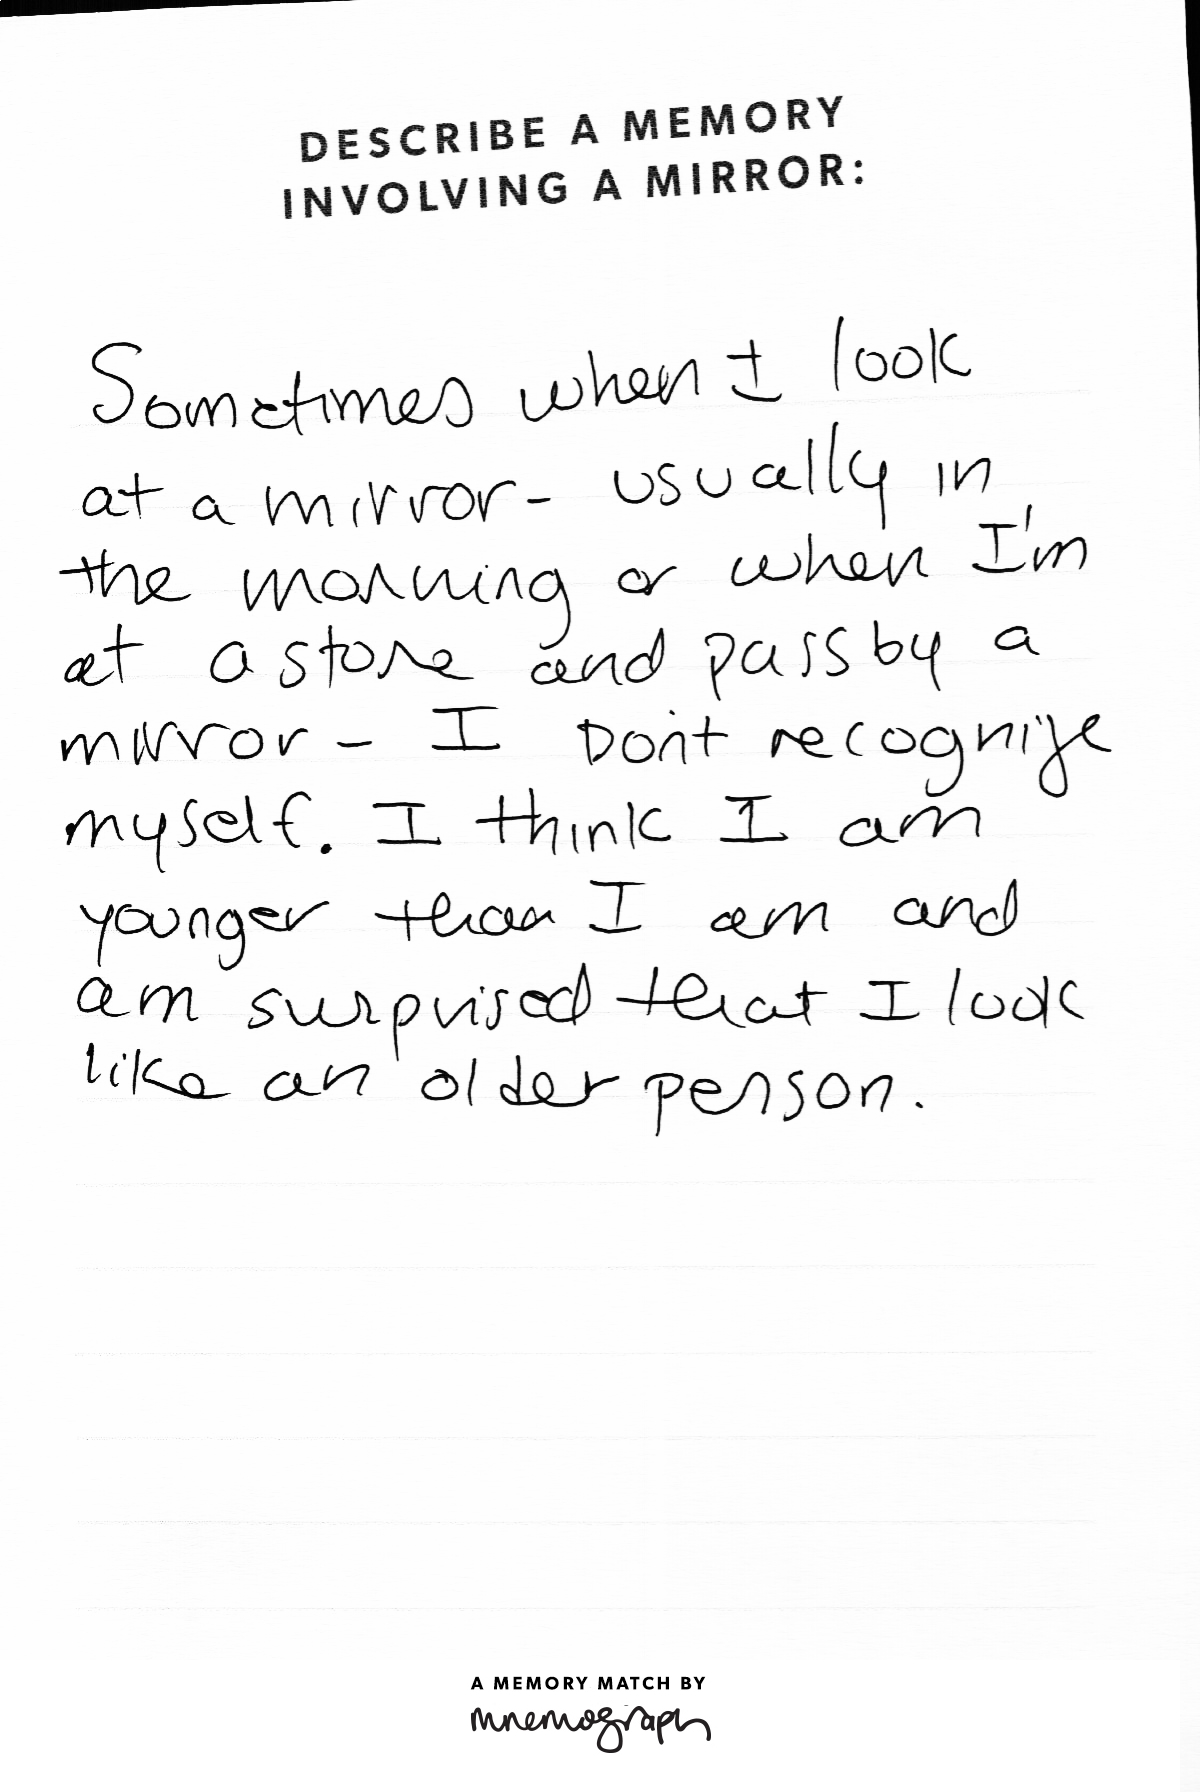 DESCRIBE A MEMORY
INVOLVING A MIRROR:
Sometimes when I look
at a mirror - usually in
the morning or when I'm
at a store and pass by a
mirror - I Don't recognize
myself. I think I am
younger than I am and
am surprised that I look
like an older person.
A MEMORY MATCH BY
mnemograph